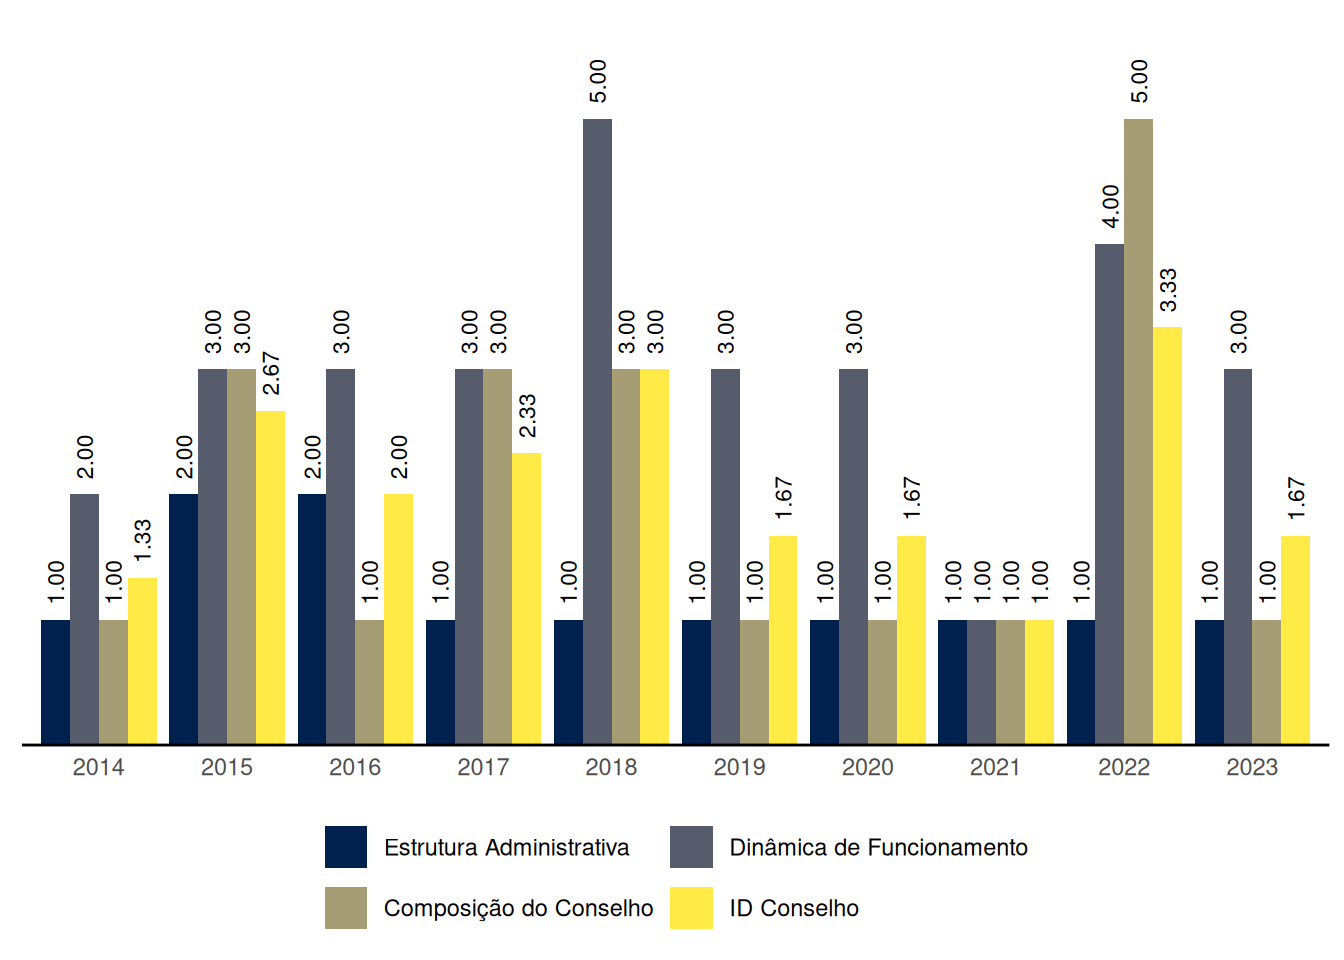 1.00 2.00 1.00 1.33 2.00 3.00 3.00 2.67 2.00 3.00 1.00 2.00 1.00 3.00 3.00 2.33 1.00 5.00 3.00 3.00 1.00 3.00 1.00 1.67 1.00 3.00 1.00 1.67 1.00 1.00 1.00 1.00 1.00 4.00 5.00 3.33 1.00 3.00 1.00 1.67
2014 2015 2016 2017 2018 2019 2020 2021 2022 2023
Estrutura Administrativa Dinâmica de Funcionamento
Composição do Conselho ID Conselho